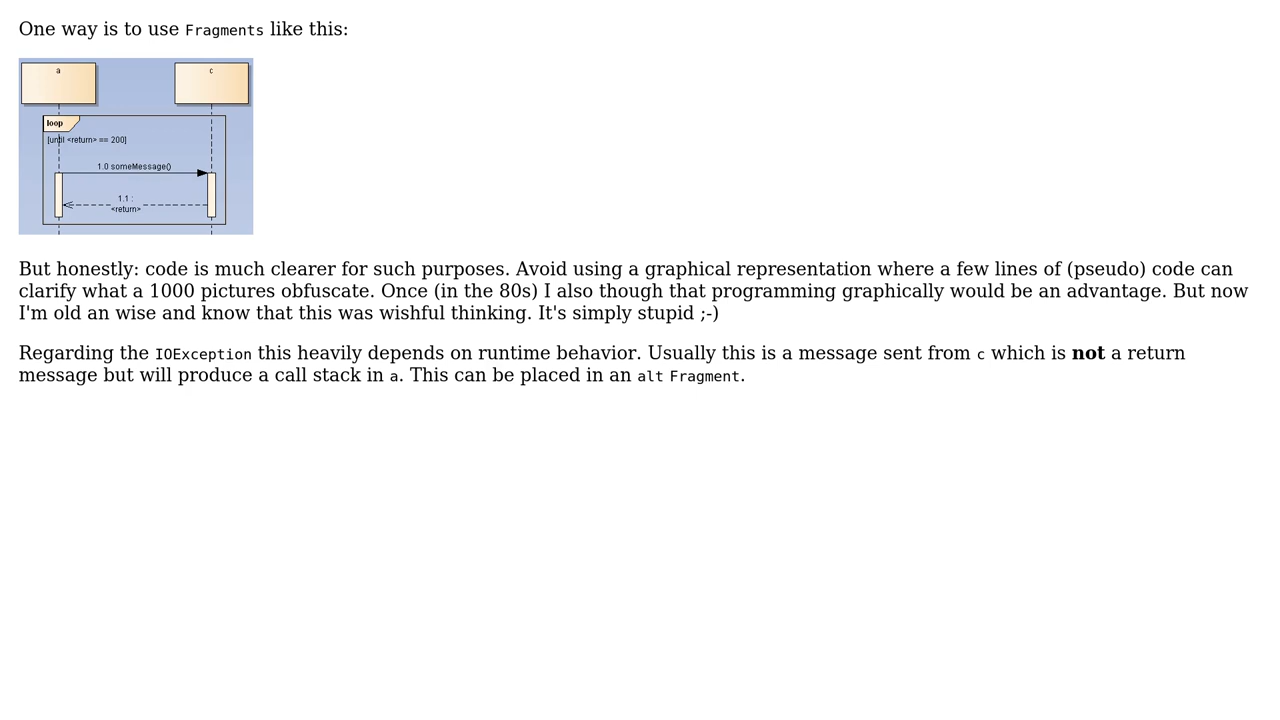 One way is to use Fragments like this:
a
c
loop
[until <return> == 200]
1.0 someMessage()
1.1 :
<return>
But honestly: code is much clearer for such purposes. Avoid using a graphical representation where a few lines of (pseudo) code can
clarify what a 1000 pictures obfuscate. Once (in the 80s) I also though that programming graphically would be an advantage. But now
I'm old an wise and know that this was wishful thinking. It's simply stupid ;-)
Regarding the IOException this heavily depends on runtime behavior. Usually this is a message sent from c which is not a return
message but will produce a call stack in a. This can be placed in an alt Fragment.